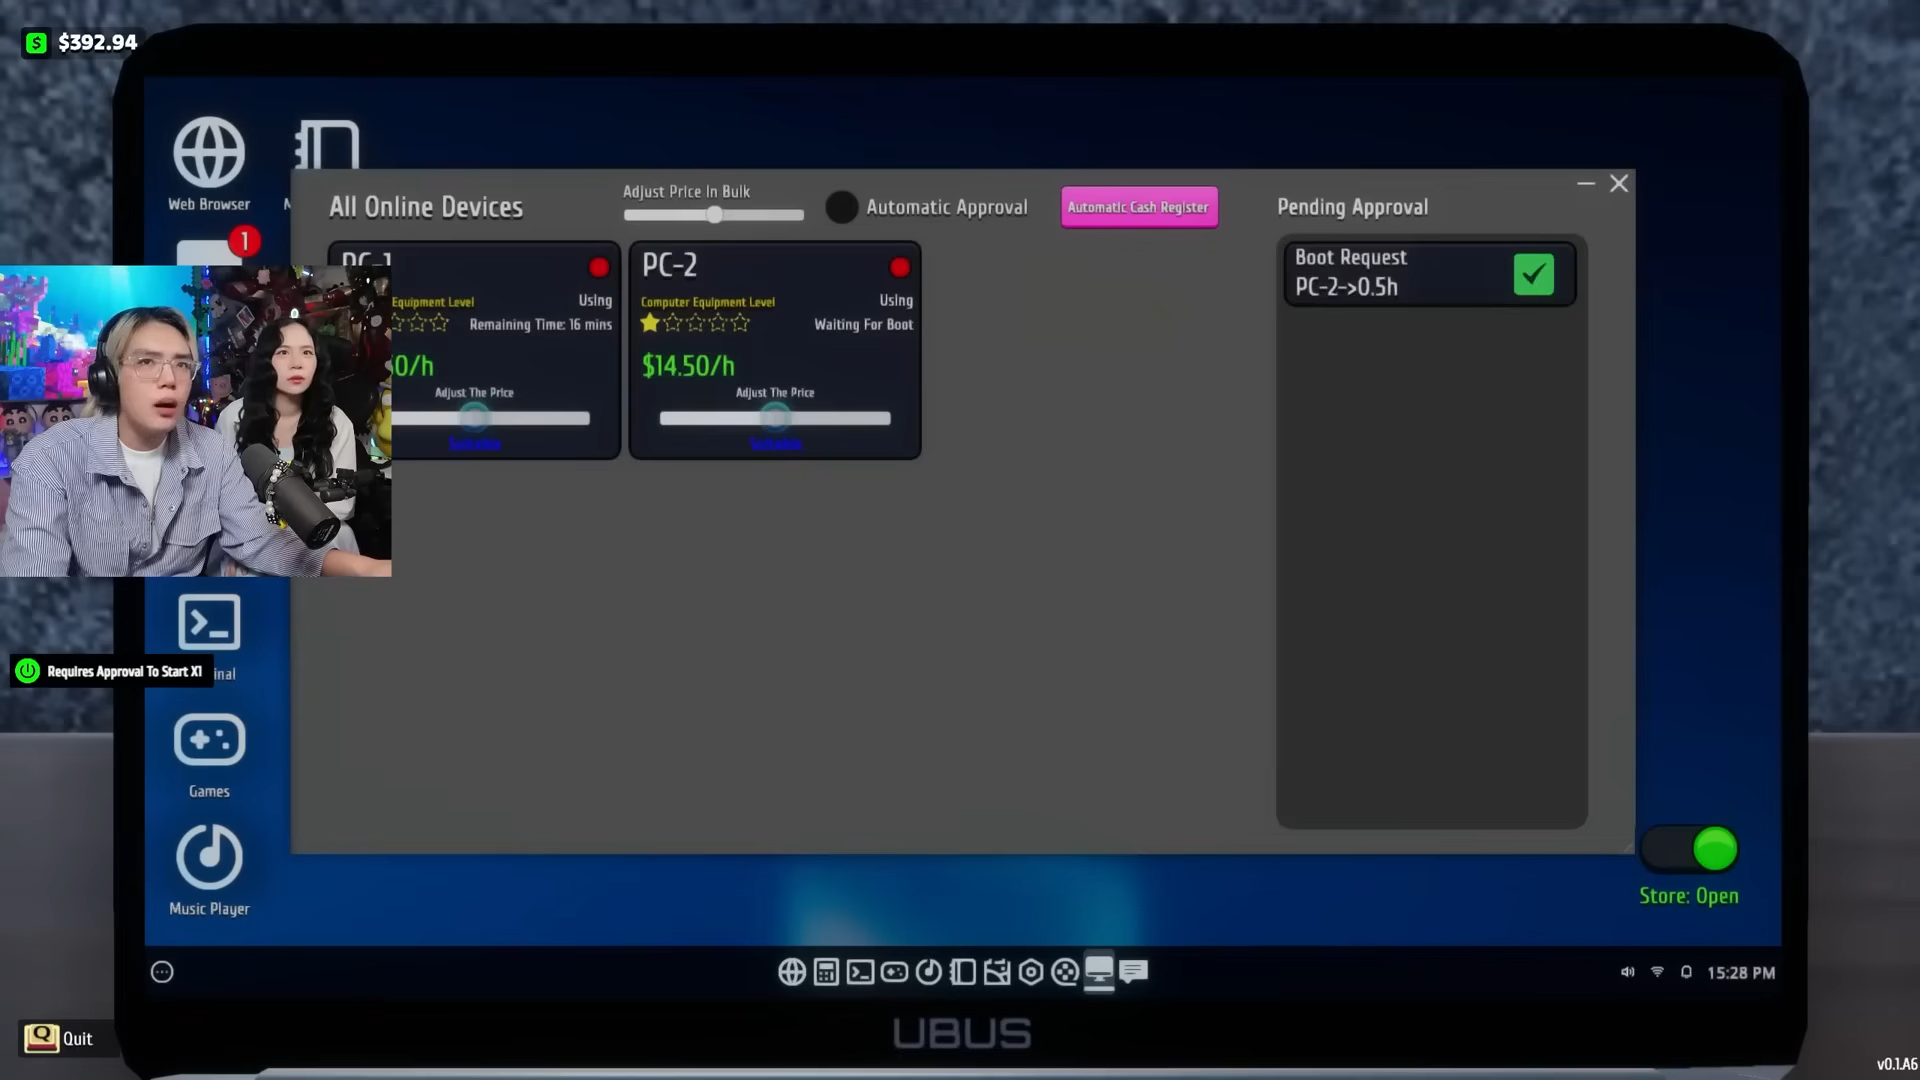 $392.94
Web Browser
1
All Online Devices
Adjust Price In Bulk
Automatic Approval
Automatic Cash Register
Pending Approval
Equipment Level
Using
Remaining Time: 16 mins
0/h
Adjust The Price
Suitable
PC-2
Computer Equipment Level
Using
Waiting For Boot
$14.50/h
Adjust The Price
Suitable
Boot Request
PC-2->0.5h
Requires Approval To Start X1
inal
Games
Music Player
Store: Open
15:28 PM
UBUS
Q Quit
v0.1.A6